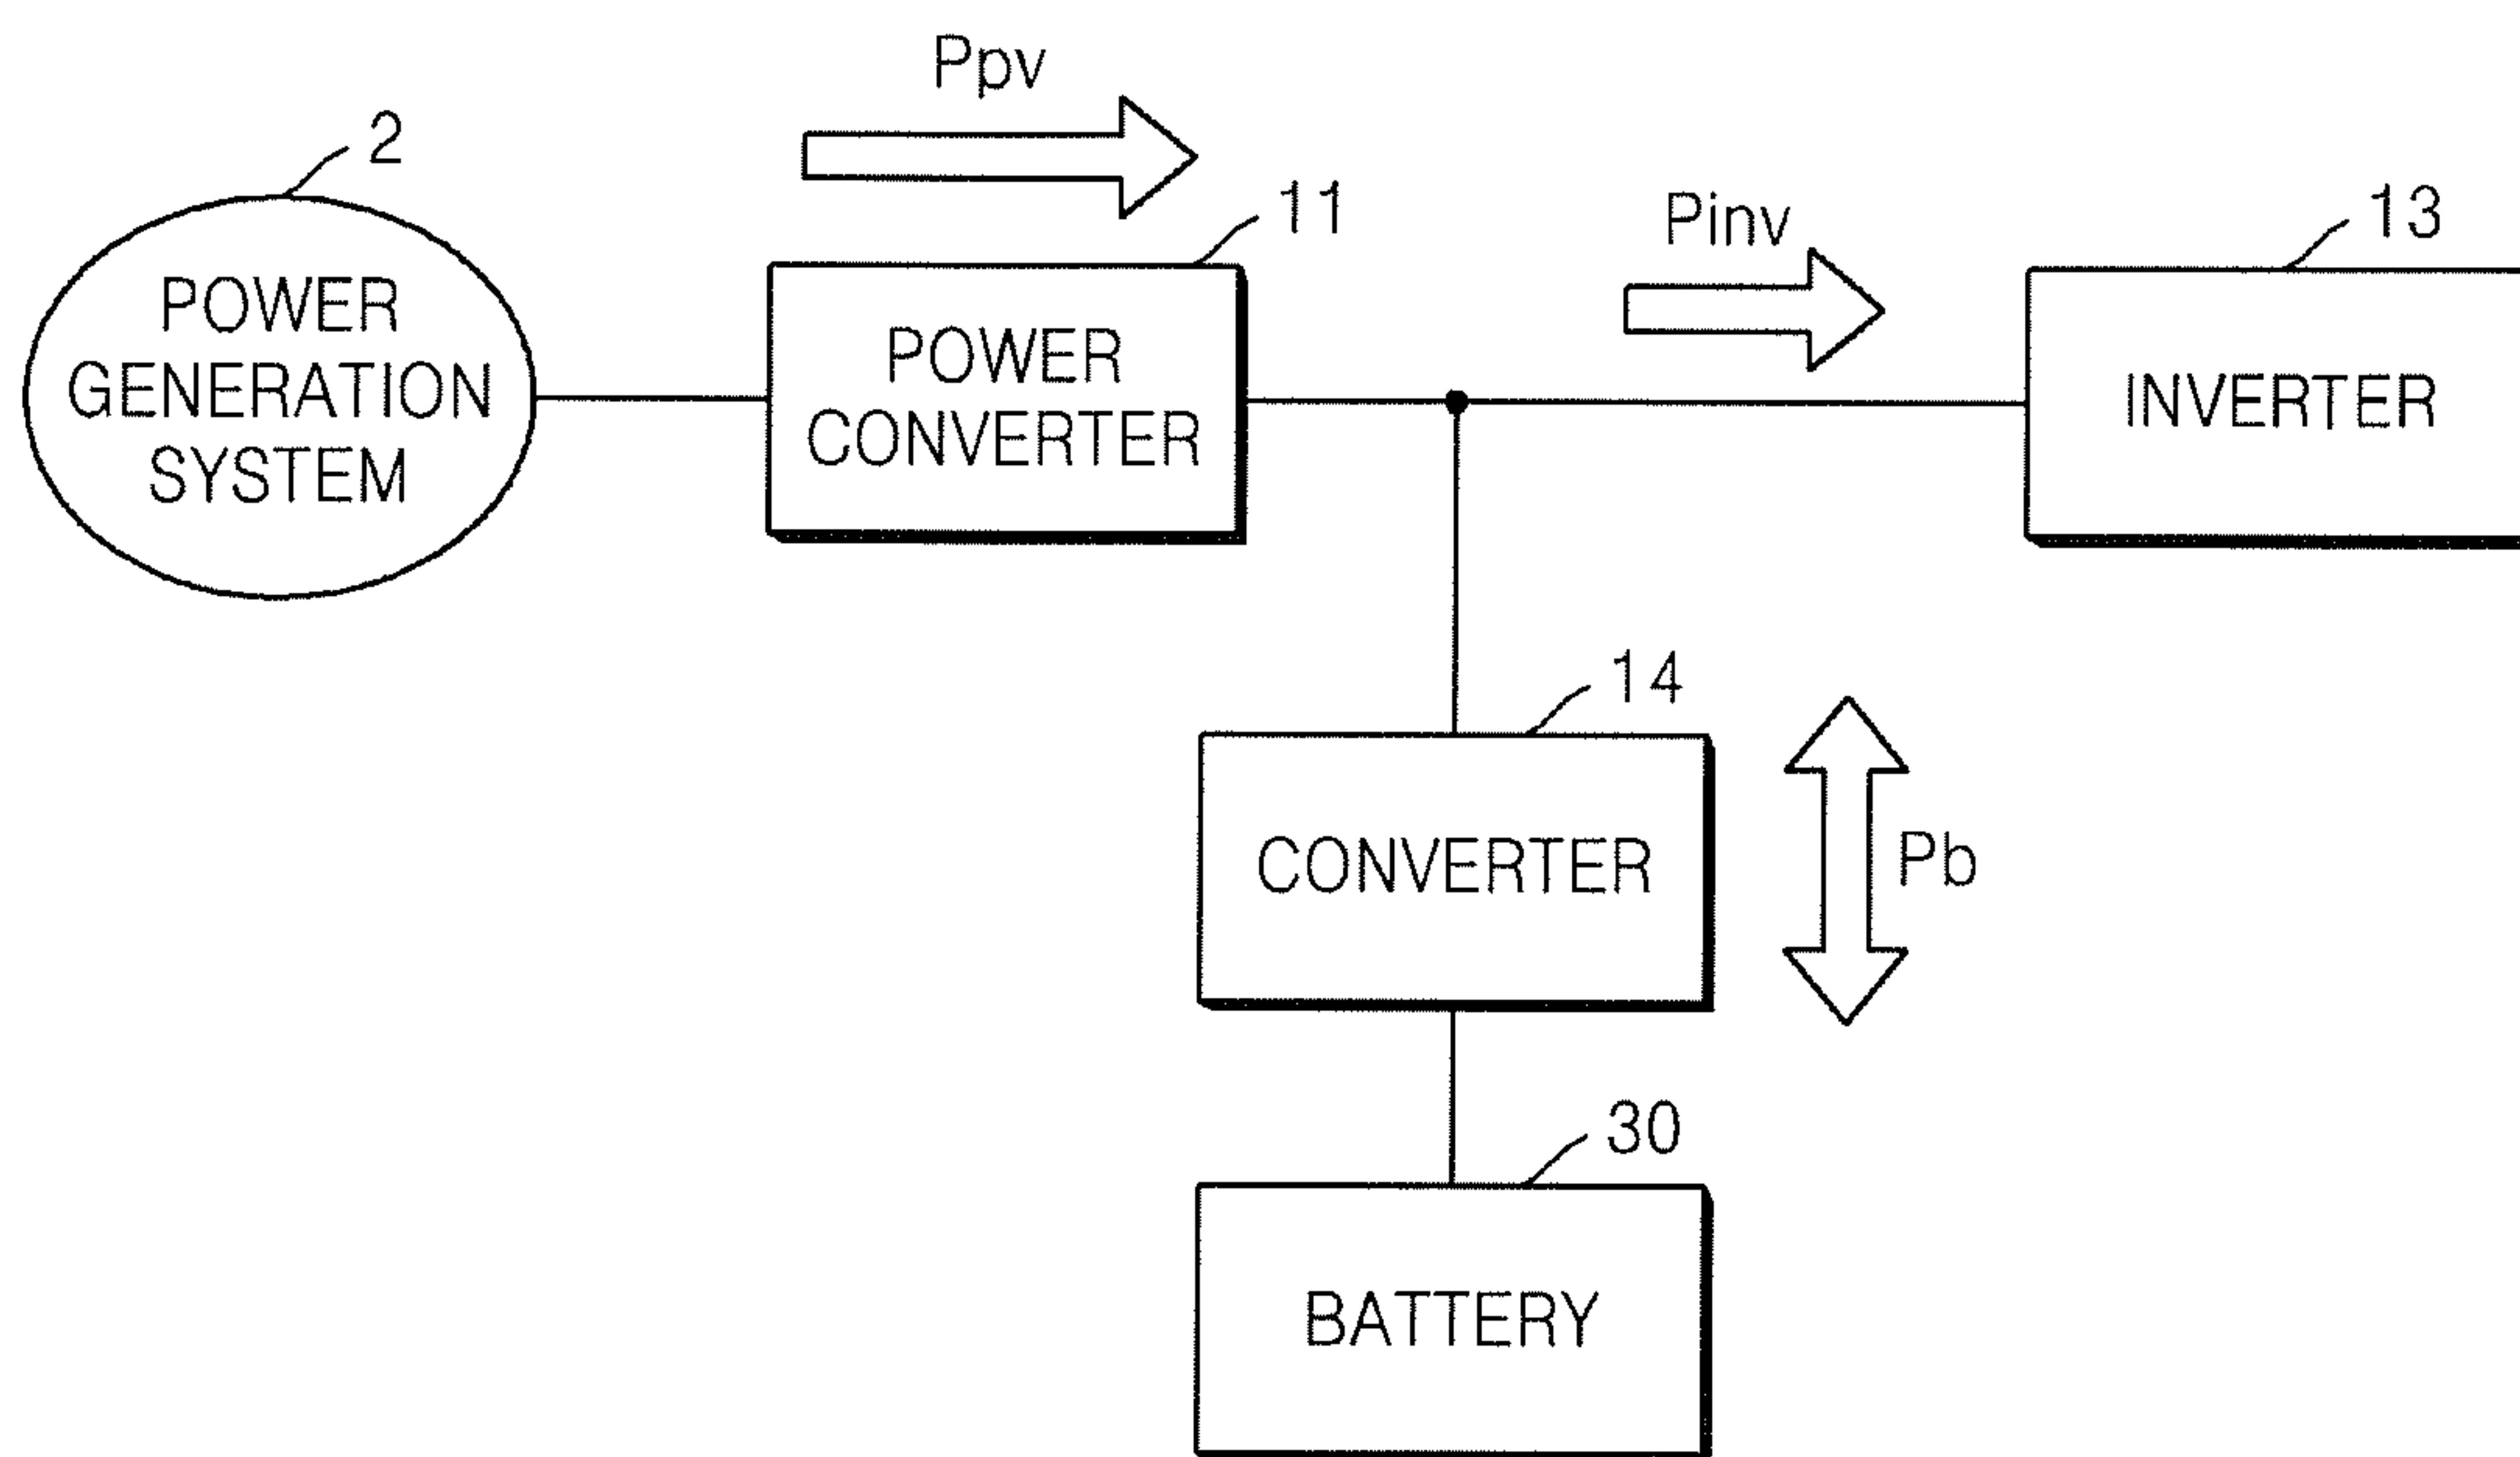 Ppv
2
11
Pinv
13
POWER
GENERATION
SYSTEM
POWER
CONVERTER
INVERTER
14
CONVERTER
Pb
30
BATTERY